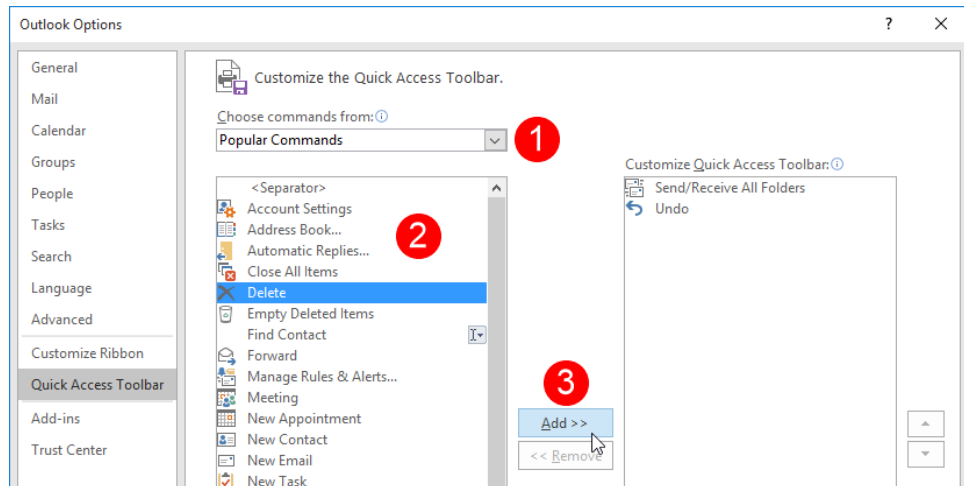 Outlook Options
?
General
Mail
Calendar
Groups
People
Tasks
Search
Language
Advanced
Customize Ribbon
Quick Access Toolbar
Add-ins
Trust Center
Customize the Quick Access Toolbar.
Choose commands from:
Popular Commands
1
<Separator>
Account Settings
Address Book...
Automatic Replies...
Close All Items
Delete
Empty Deleted Items
Find Contact
Forward
Manage Rules & Alerts...
Meeting
New Appointment
New Contact
New Email
New Task
2
3
Add >>
<< Remove
Customize Quick Access Toolbar:
Send/Receive All Folders
Undo